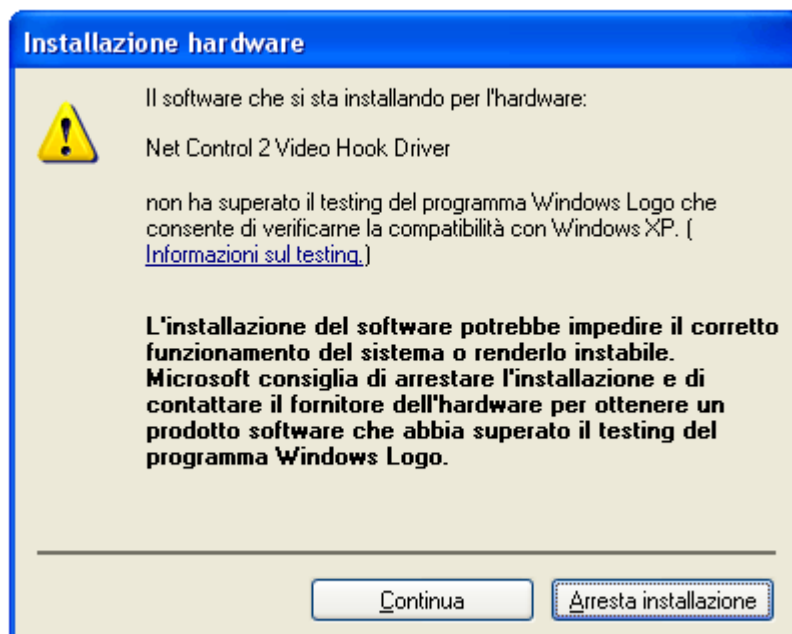 Installazione hardware
Il software che si sta installando per l'hardware:
Net Control 2 Video Hook Driver
non ha superato il testing del programma Windows Logo che
consente di verificarne la compatibilità con Windows XP. (
Informazioni sul testing.)
L'installazione del software potrebbe impedire il corretto
funzionamento del sistema o renderlo instabile.
Microsoft consiglia di arrestare l'installazione e di
contattare il fornitore dell'hardware per ottenere un
prodotto software che abbia superato il testing del
programma Windows Logo.
Continua
Arresta installazione